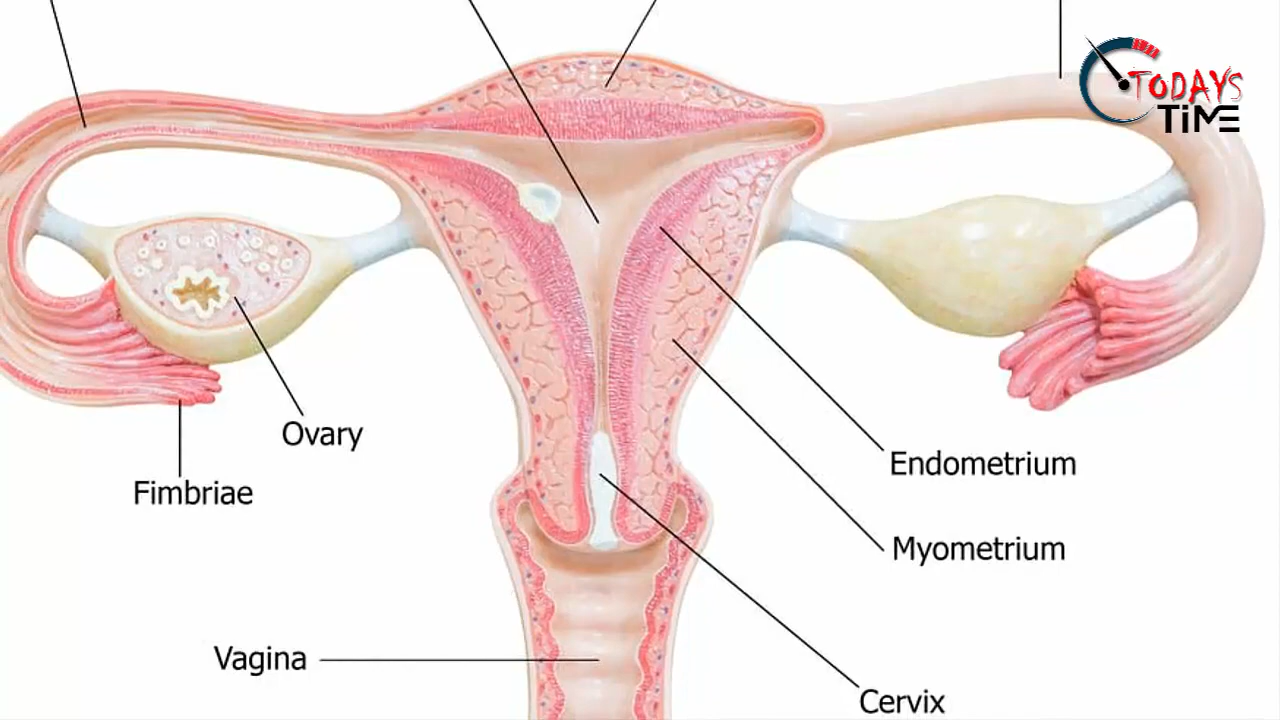 TODAYS
TIME
Ovary
Endometrium
Fimbriae
Myometrium
Vagina
Cervix